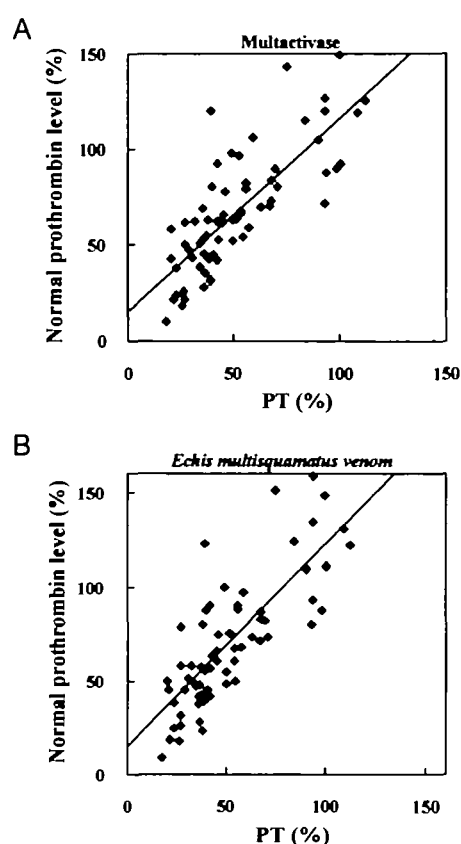 A
Multactivase
Normal prothrombin level (%)
150
100
50
0
0 50 100 150
PT (%)
B
Echis multisquamatus venom
Normal prothrombin level (%)
150
100
50
0
0 50 100 150
PT (%)